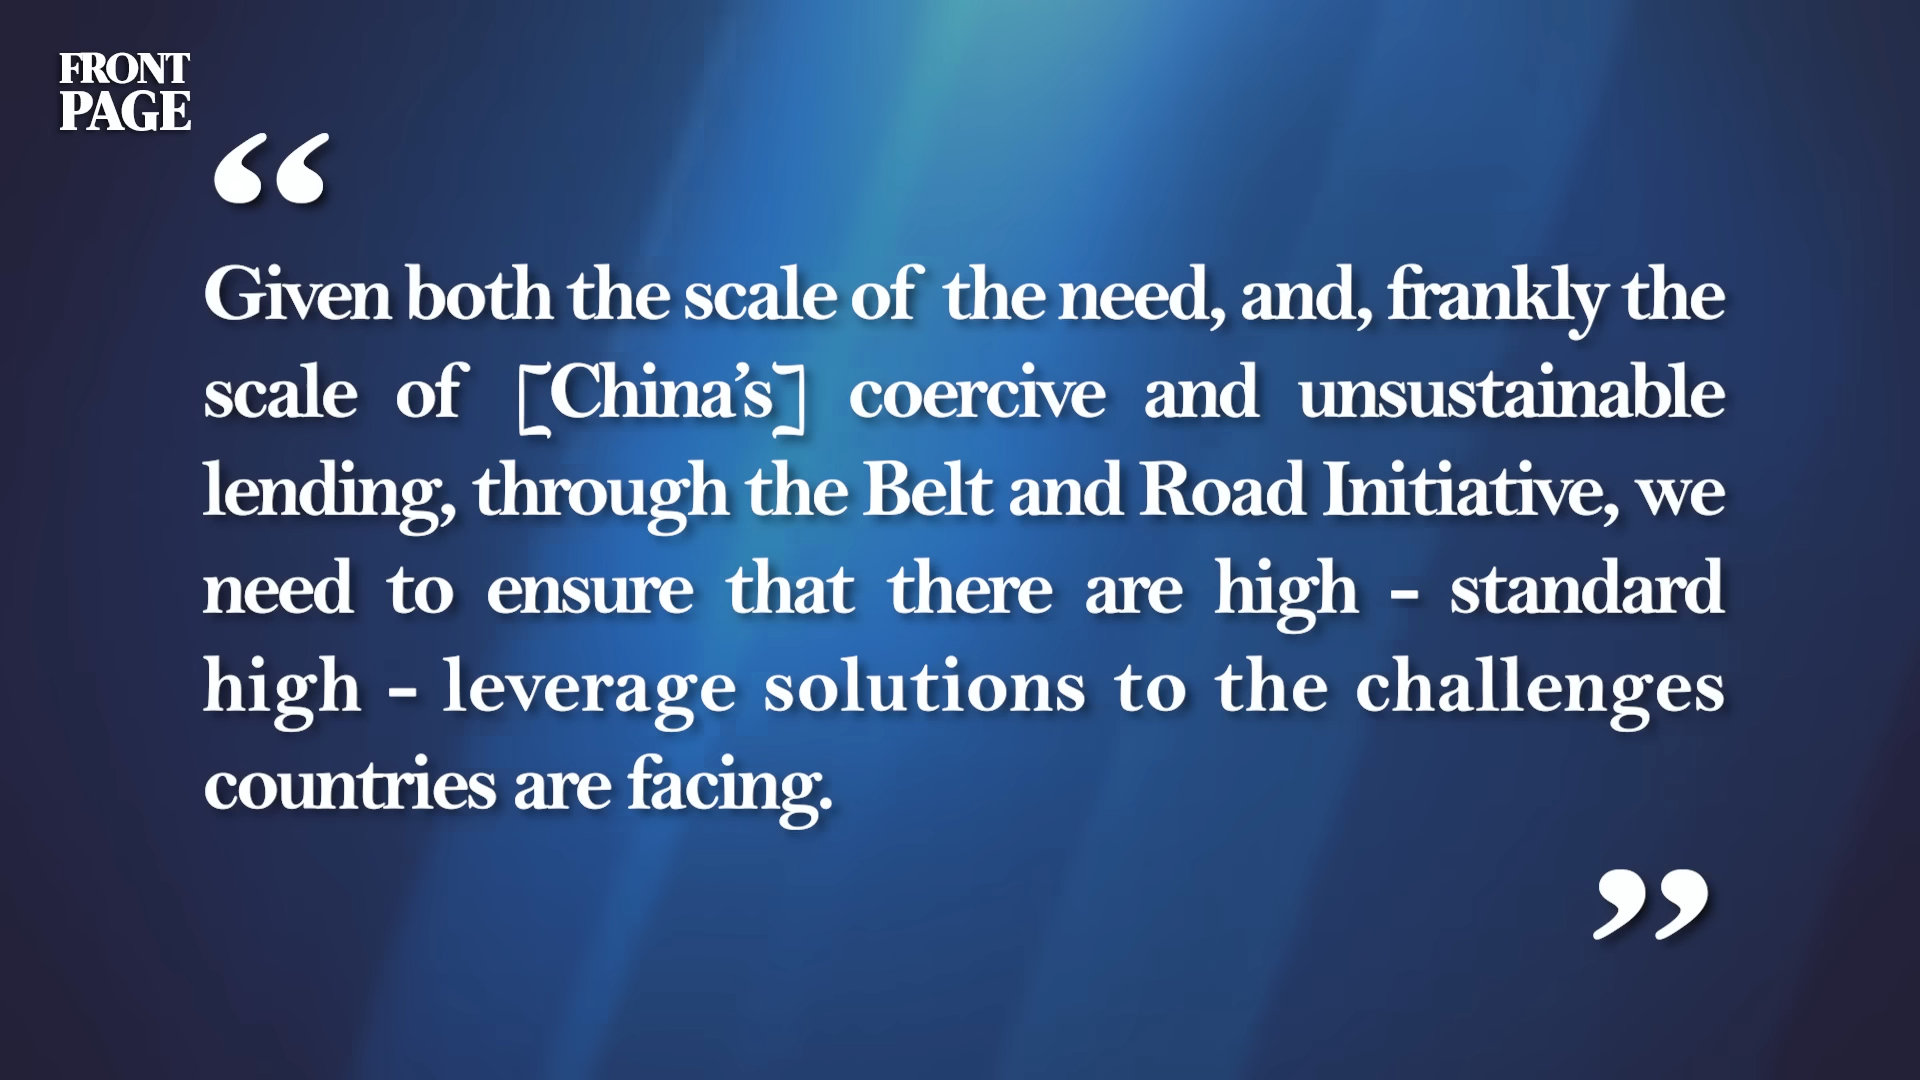 FRONT
PAGE
“
Given both the scale of the need, and, frankly the
scale of [China’s] coercive and unsustainable
lending, through the Belt and Road Initiative, we
need to ensure that there are high - standard
high - leverage solutions to the challenges
countries are facing.
”